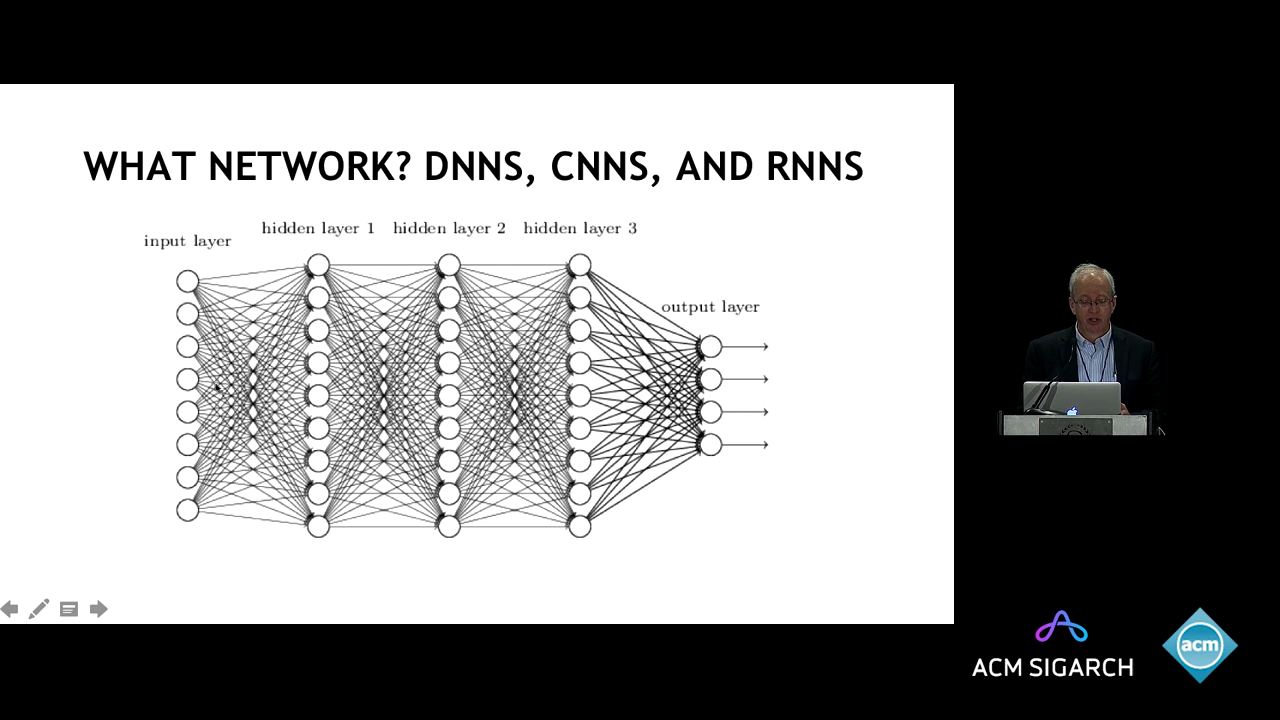 WHAT NETWORK? DNNS, CNNS, AND RNNS
input layer
hidden layer 1
hidden layer 2
hidden layer 3
output layer
ACM SIGARCH
acm